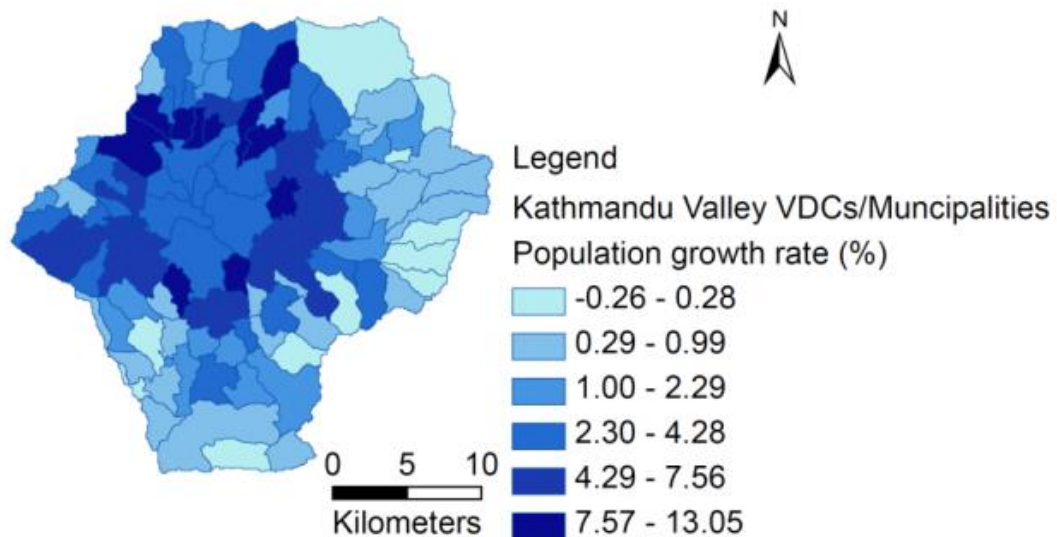 N
Legend
Kathmandu Valley VDCs/Muncipalities
Population growth rate (%)
-0.26 - 0.28
0.29 - 0.99
1.00 - 2.29
2.30 - 4.28
4.29 - 7.56
7.57 - 13.05
0 5 10
Kilometers